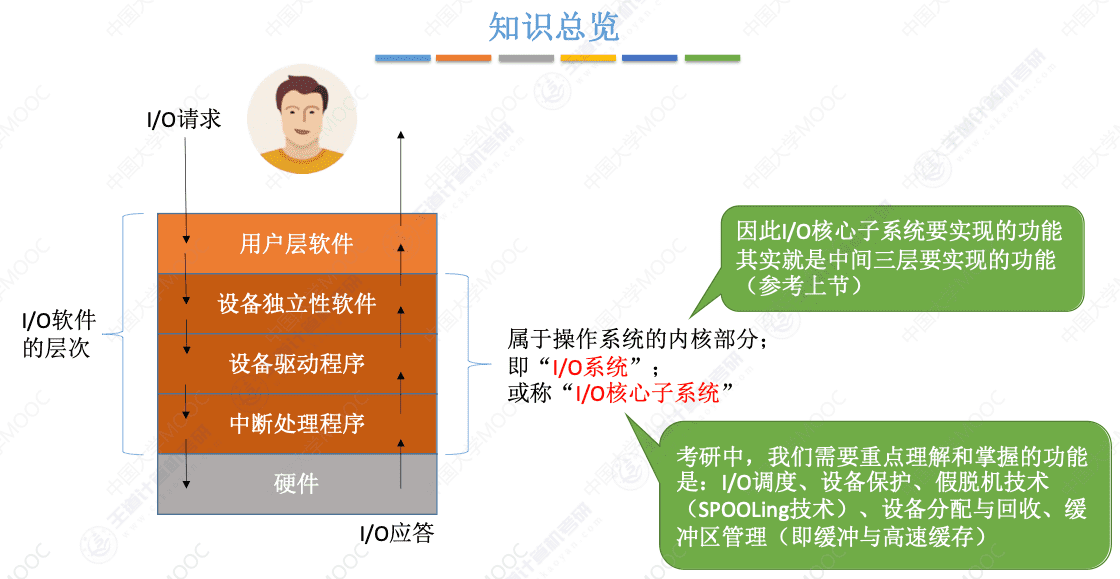 知识总览
I/O请求
用户层软件
设备独立性软件
设备驱动程序
中断处理程序
硬件
I/O应答
I/O软件
的层次
因此I/O核心子系统要实现的功能
其实就是中间三层要实现的功能
（参考上节）
属于操作系统的内核部分；
即“I/O系统”；
或称“I/O核心子系统”
考研中，我们需要重点理解和掌握的功能
是：I/O调度、设备保护、假脱机技术
（SPOOLing技术）、设备分配与回收、缓
冲区管理（即缓冲与高速缓存）
中国大学MOOC
王道计算机考研